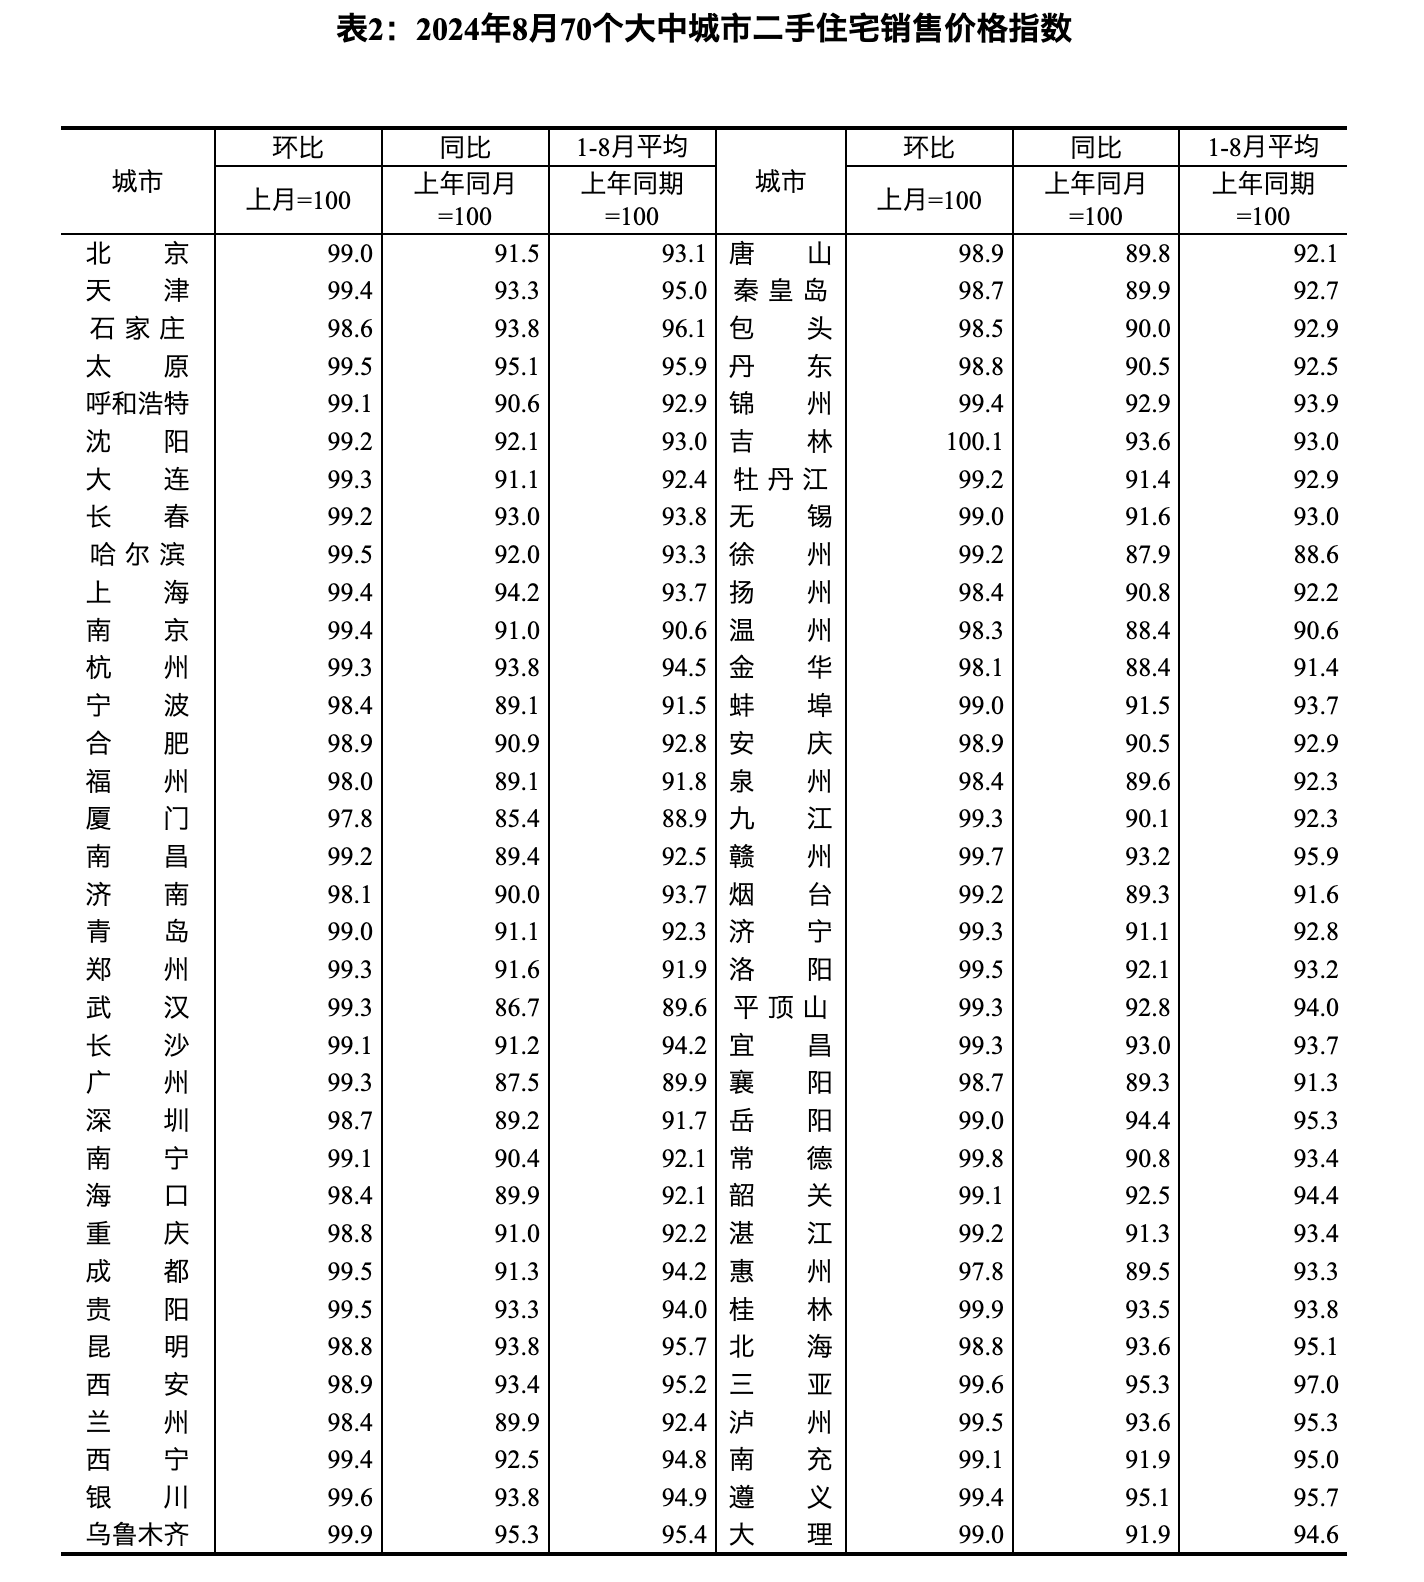 表2：2024年8月70个大中城市二手住宅销售价格指数
城市 环比 同比 1-8月平均 城市 环比 同比 1-8月平均
上月=100 上年同月=100 上年同期=100 上月=100 上年同月=100 上年同期=100
北京 99.0 91.5 93.1 唐山 98.9 89.8 92.1
天津 99.4 93.3 95.0 秦皇岛 98.7 89.9 92.7
石家庄 98.6 93.8 96.1 包头 98.5 90.0 92.9
太原 99.5 95.1 95.9 丹东 98.8 90.5 92.5
呼和浩特 99.1 90.6 92.9 锦州 99.4 92.9 93.9
沈阳 99.2 92.1 93.0 吉林 100.1 93.6 93.0
大连 99.3 91.1 92.4 牡丹江 99.2 91.4 92.9
长春 99.2 93.0 93.8 无锡 99.0 91.6 93.0
哈尔滨 99.5 92.0 93.3 徐州 99.2 87.9 88.6
上海 99.4 94.2 93.7 扬州 98.4 90.8 92.2
南京 99.4 91.0 90.6 温州 98.3 88.4 90.6
杭州 99.3 93.8 94.5 金华 98.1 88.4 91.4
宁波 98.4 89.1 91.5 蚌埠 99.0 91.5 93.7
合肥 98.9 90.9 92.8 安庆 98.9 90.5 92.9
福州 98.0 89.1 91.8 泉州 98.4 89.6 92.3
厦门 97.8 85.4 88.9 九江 99.3 90.1 92.3
南昌 99.2 89.4 92.5 赣州 99.7 93.2 95.9
济南 98.1 90.0 93.7 烟台 99.2 89.3 91.6
青岛 99.0 91.1 92.3 济宁 99.3 91.1 92.8
郑州 99.3 91.6 91.9 洛阳 99.5 92.1 93.2
武汉 99.3 86.7 89.6 平顶山 99.3 92.8 94.0
长沙 99.1 91.2 94.2 宜昌 99.3 93.0 93.7
广州 99.3 87.5 89.9 襄阳 98.7 89.3 91.3
深圳 98.7 89.2 91.7 岳阳 99.0 94.4 95.3
南宁 99.1 90.4 92.1 常德 99.8 90.8 93.4
海口 98.4 89.9 92.1 韶关 99.1 92.5 94.4
重庆 98.8 91.0 92.2 湛江 99.2 91.3 93.4
成都 99.5 91.3 94.2 惠州 97.8 89.5 93.3
贵阳 99.5 93.3 94.0 桂林 99.9 93.5 93.8
昆明 98.8 93.8 95.7 北海 98.8 93.6 95.1
西安 98.9 93.4 95.2 三亚 99.6 95.3 97.0
兰州 98.4 89.9 92.4 泸州 99.5 93.6 95.3
西宁 99.4 92.5 94.8 南充 99.1 91.9 95.0
银川 99.6 93.8 94.9 遵义 99.4 95.1 95.7
乌鲁木齐 99.9 95.3 95.4 大理 99.0 91.9 94.6